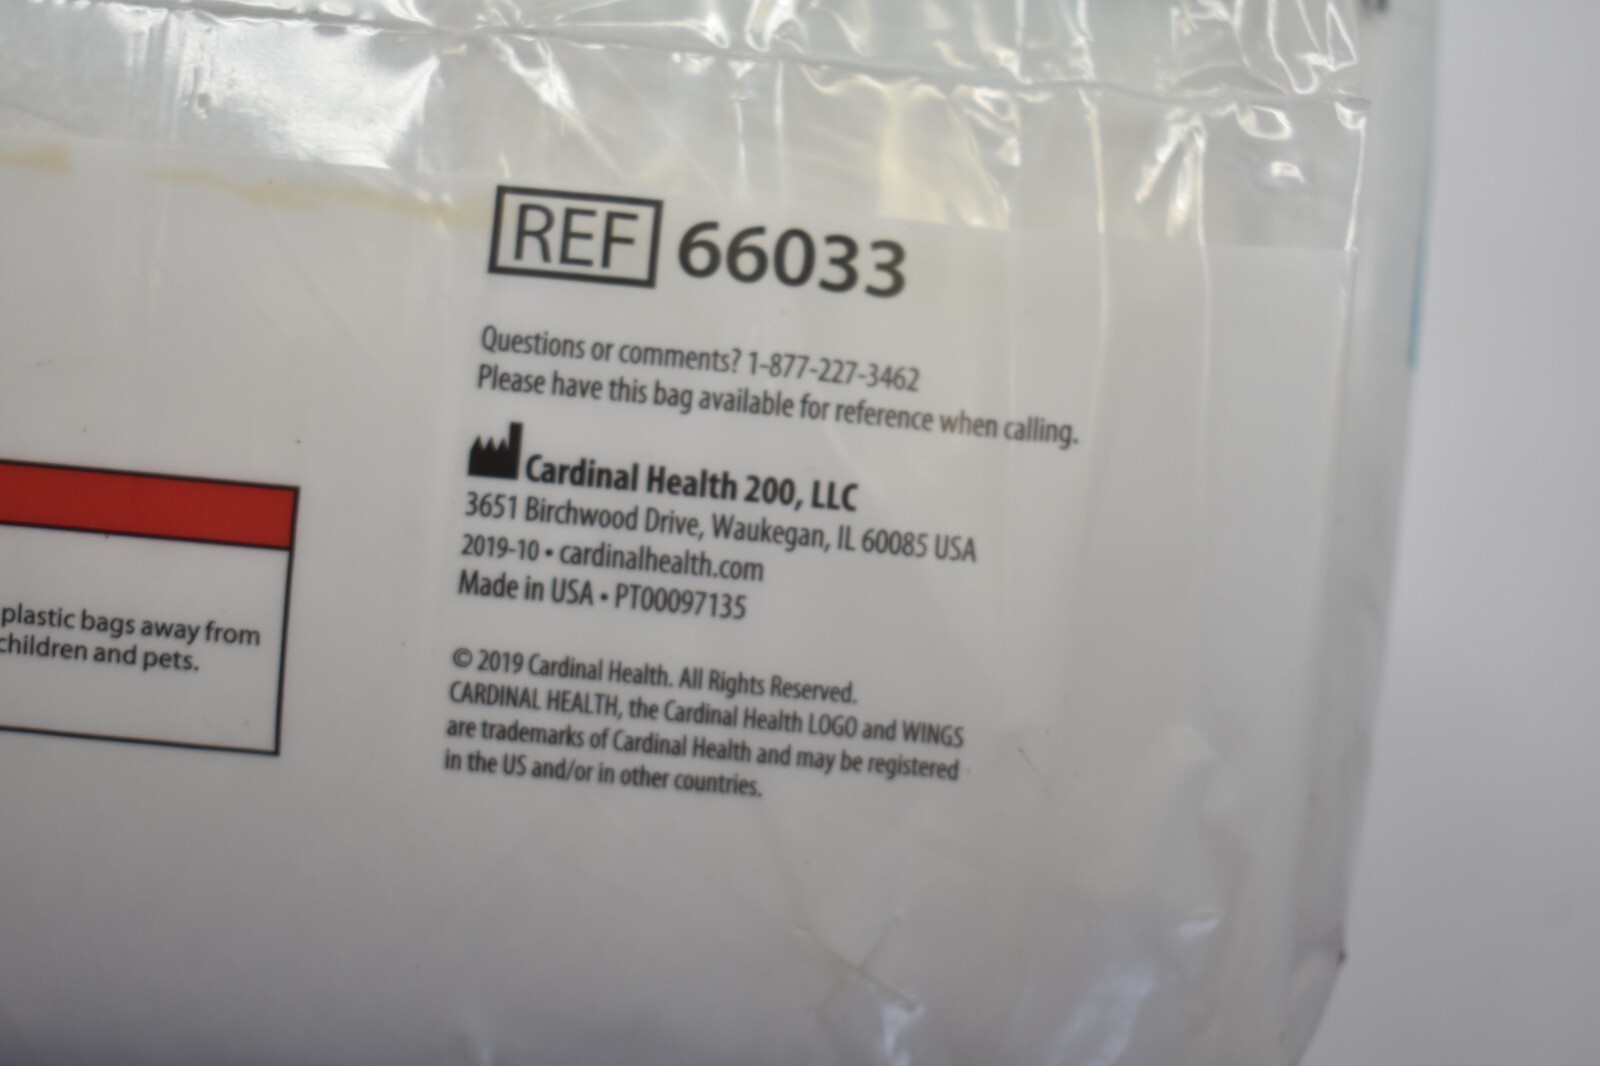 REF 66033
Questions or comments? 1-877-227-3462
Please have this bag available for reference when calling.
Cardinal Health 200, LLC
3651 Birchwood Drive, Waukegan, IL 60085 USA
2019-10 • cardinalhealth.com
Made in USA • PT00097135
© 2019 Cardinal Health. All Rights Reserved.
CARDINAL HEALTH, the Cardinal Health LOGO and WINGS
are trademarks of Cardinal Health and may be registered
in the US and/or in other countries.
plastic bags away from
children and pets.